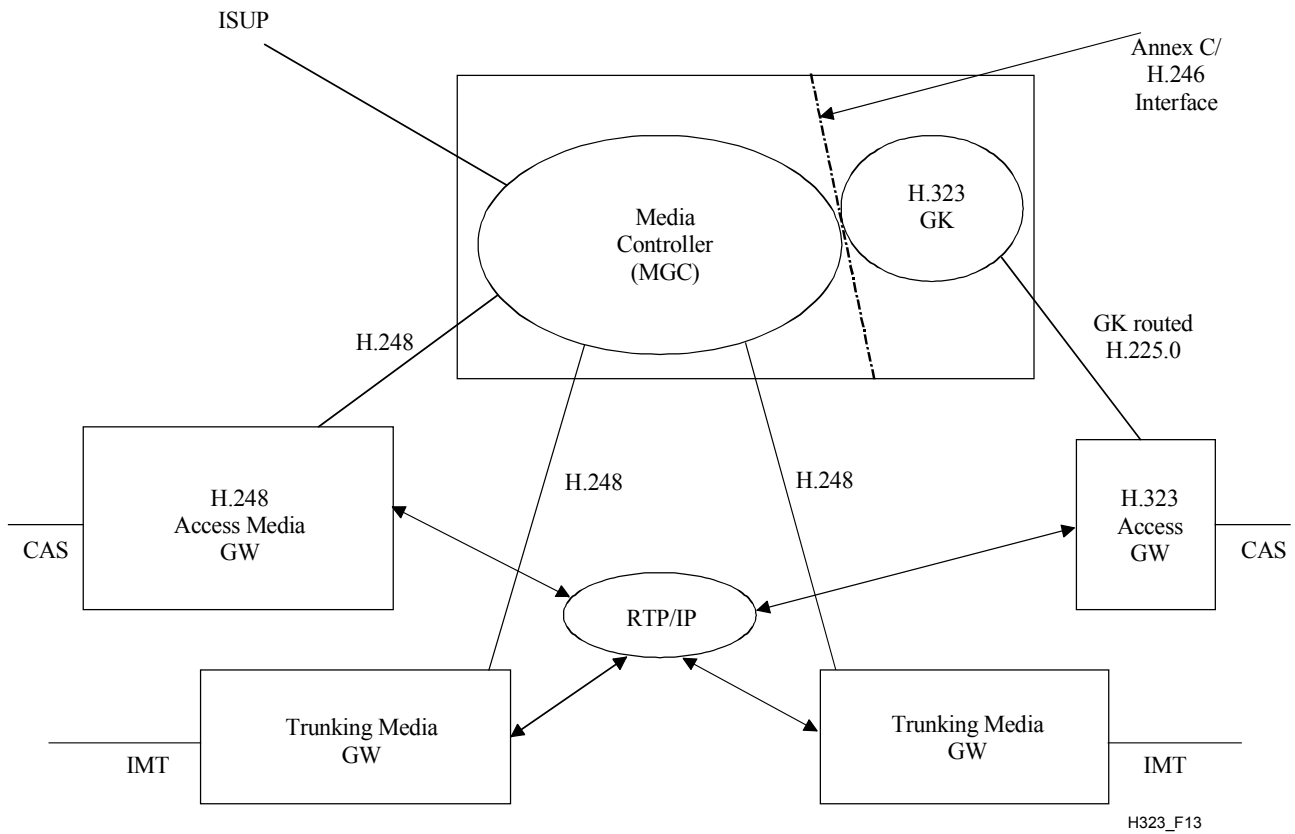 ISUP
Annex C/
H.246
Interface
Media
Controller
(MGC)
H.323
GK
H.248
GK routed
H.225.0
H.248
H.248
H.248
Access Media
GW
CAS
H.323
Access
GW
CAS
RTP/IP
Trunking Media
GW
IMT
Trunking Media
GW
IMT
H323_F13